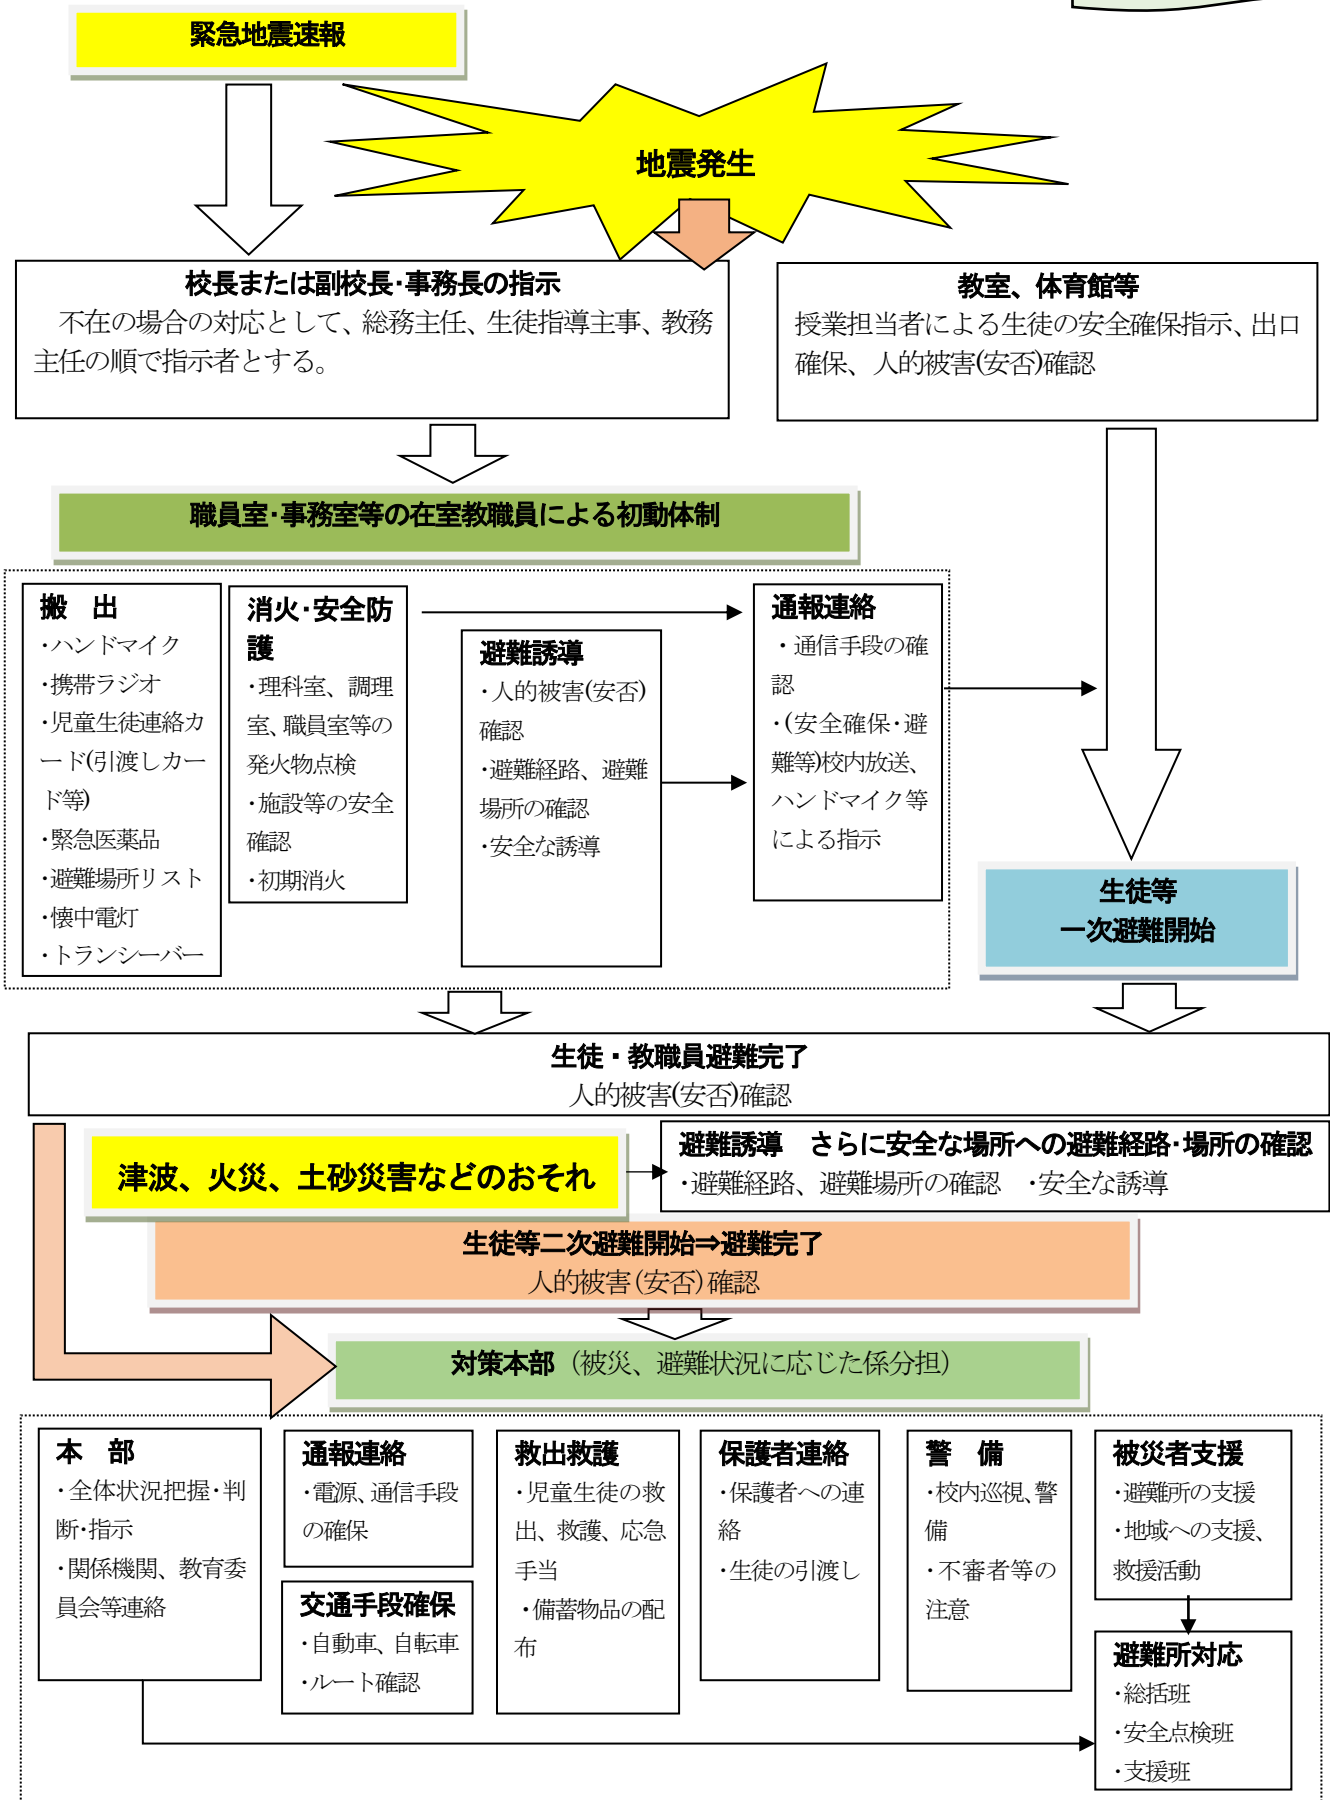 緊急地震速報
地震発生
校長または副校長･事務長の指示
不在の場合の対応として、総務主任、生徒指導主事、教務
主任の順で指示者とする。
教室、体育館等
授業担当者による生徒の安全確保指示、出口
確保、人的被害(安否)確認
職員室･事務室等の在室教職員による初動体制
搬　出
･ハンドマイク
･携帯ラジオ
･児童生徒連絡カ
ード(引渡しカー
ド等)
･緊急医薬品
･避難場所リスト
･懐中電灯
･トランシーバー
消火･安全防
護
･理科室、調理
室、職員室等の
発火物点検
･施設等の安全
確認
･初期消火
避難誘導
･人的被害(安否)
確認
･避難経路、避難
場所の確認
･安全な誘導
通報連絡
・通信手段の確
認
･(安全確保･避
難等)校内放送、
ハンドマイク等
による指示
生徒等
一次避難開始
生徒・教職員避難完了
人的被害(安否)確認
津波、火災、土砂災害などのおそれ
避難誘導　さらに安全な場所への避難経路･場所の確認
･避難経路、避難場所の確認　･安全な誘導
生徒等二次避難開始⇒避難完了
人的被害(安否)確認
対策本部（被災、避難状況に応じた係分担）
本　部
･全体状況把握･判
断･指示
･関係機関、教育委
員会等連絡
通報連絡
･電源、通信手段
の確保
交通手段確保
･自動車、自転車
･ルート確認
救出救護
･児童生徒の救
出、救護、応急
手当
･備蓄物品の配
布
保護者連絡
･保護者への連
絡
･生徒の引渡し
警　備
･校内巡視、警
備
･不審者等の
注意
被災者支援
･避難所の支援
･地域への支援、
救援活動
避難所対応
･総括班
･安全点検班
･支援班